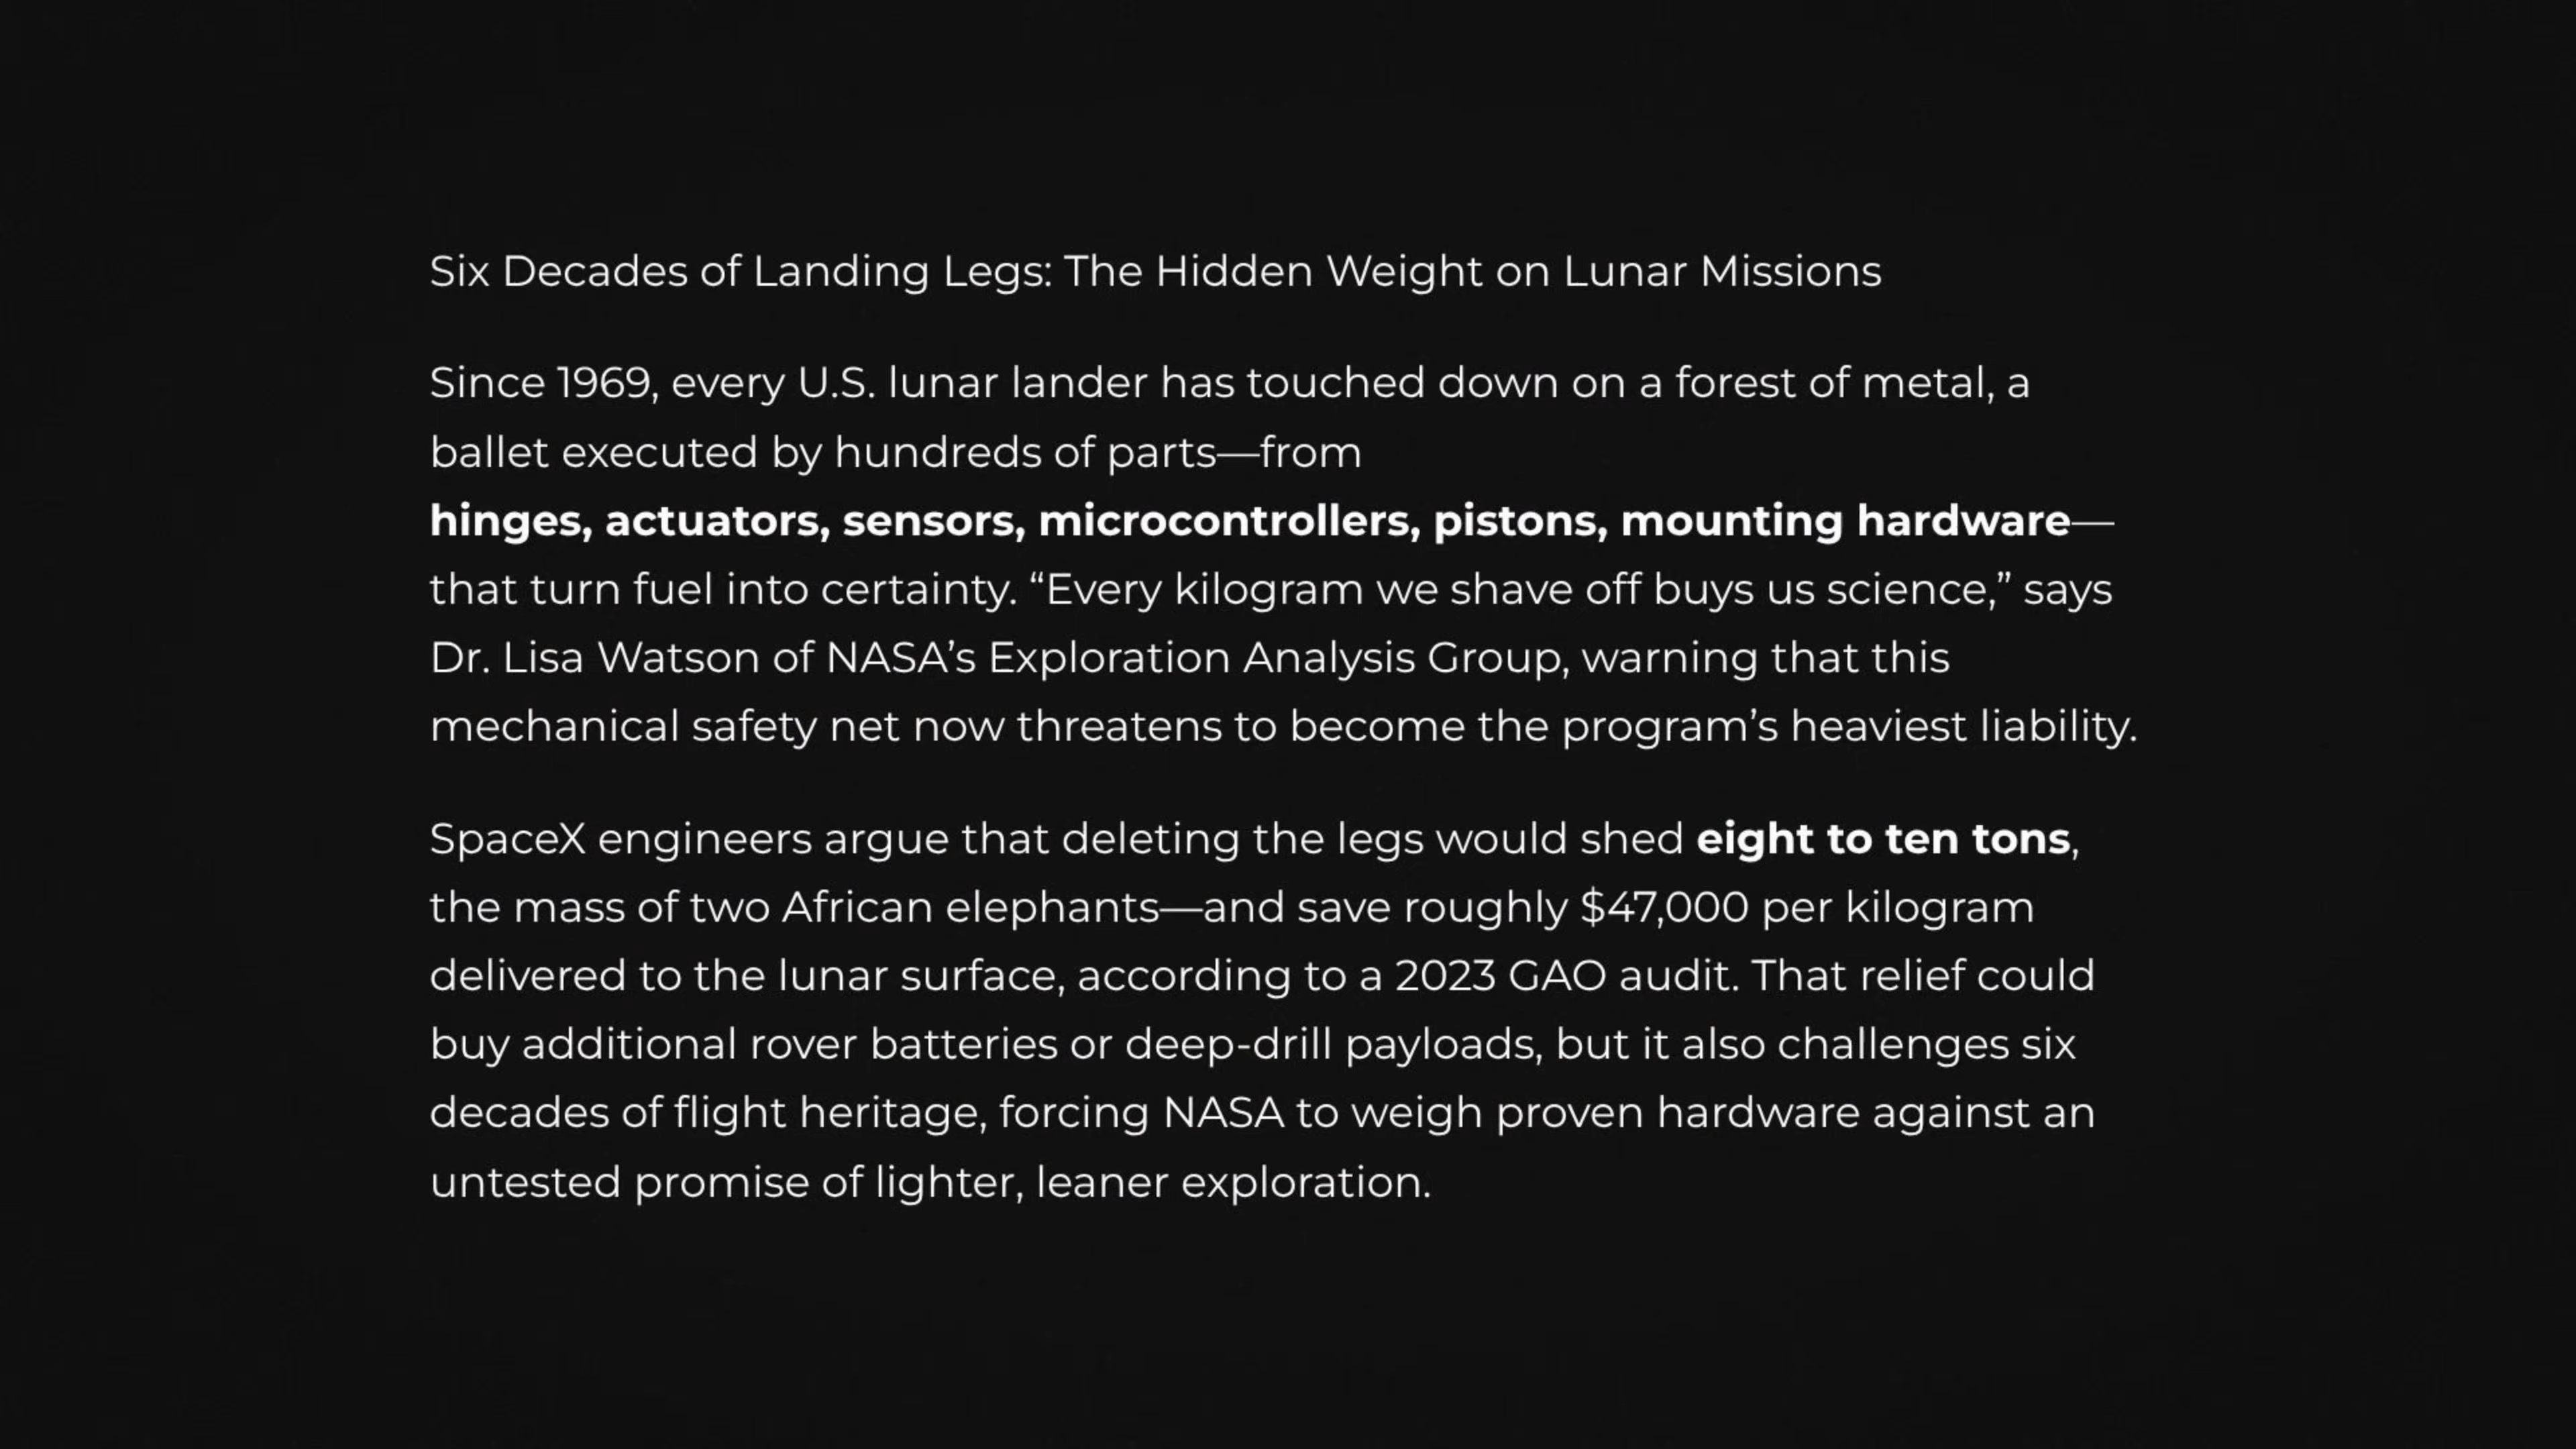 Six Decades of Landing Legs: The Hidden Weight on Lunar Missions
Since 1969, every U.S. lunar lander has touched down on a forest of metal, a
ballet executed by hundreds of parts—from
hinges, actuators, sensors, microcontrollers, pistons, mounting hardware—
that turn fuel into certainty. “Every kilogram we shave off buys us science,” says
Dr. Lisa Watson of NASA’s Exploration Analysis Group, warning that this
mechanical safety net now threatens to become the program’s heaviest liability.
SpaceX engineers argue that deleting the legs would shed eight to ten tons,
the mass of two African elephants—and save roughly $47,000 per kilogram
delivered to the lunar surface, according to a 2023 GAO audit. That relief could
buy additional rover batteries or deep-drill payloads, but it also challenges six
decades of flight heritage, forcing NASA to weigh proven hardware against an
untested promise of lighter, leaner exploration.